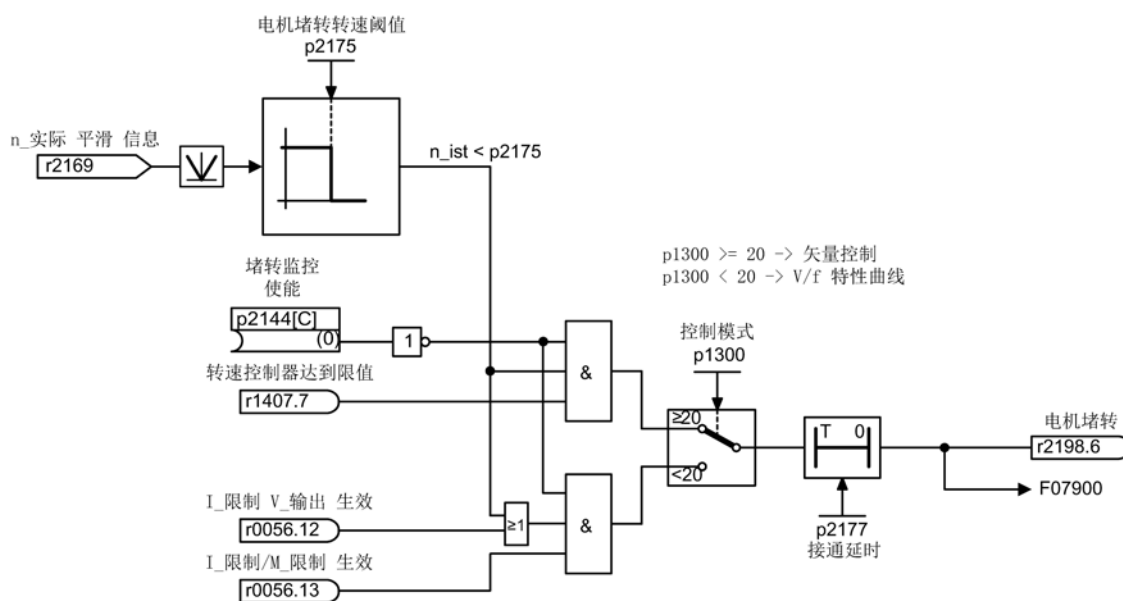 电机堵转转速阈值
p2175
n_实际 平滑 信息
r2169
n_ist < p2175
堵转监控
使能
p2144[C]
(0)
1
转速控制器达到限值
r1407.7
&
p1300 >= 20 -> 矢量控制
p1300 < 20 -> V/f 特性曲线
控制模式
p1300
≥20
<20
T 0
电机堵转
r2198.6
F07900
p2177
接通延时
I_限制 V_输出 生效
r0056.12
≥1
&
I_限制/M_限制 生效
r0056.13